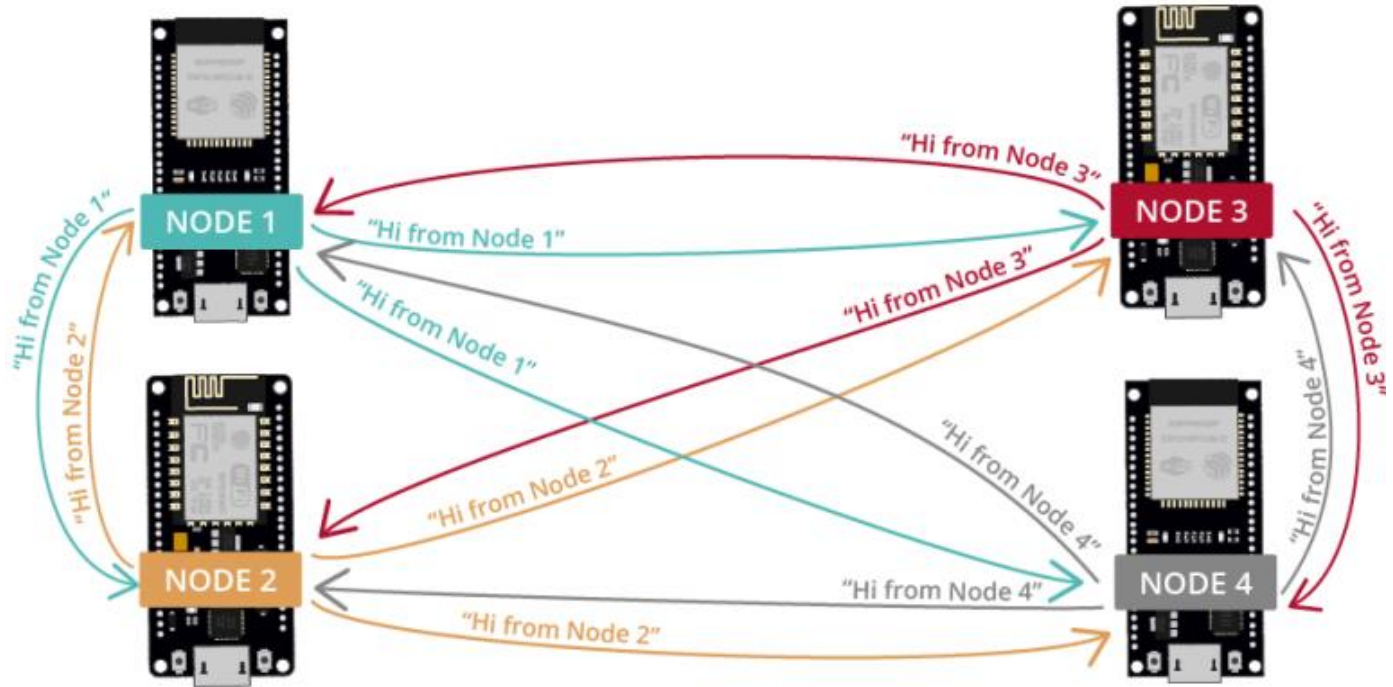 "Hi from Node 3"
NODE 1
NODE 3
"Hi from Node 1"
"Hi from Node 1"
"Hi from Node 3"
"Hi from Node 3"
"Hi from Node 1"
"Hi from Node 2"
"Hi from Node 4"
"Hi from Node 2"
"Hi from Node 4"
NODE 2
NODE 4
"Hi from Node 4"
"Hi from Node 2"